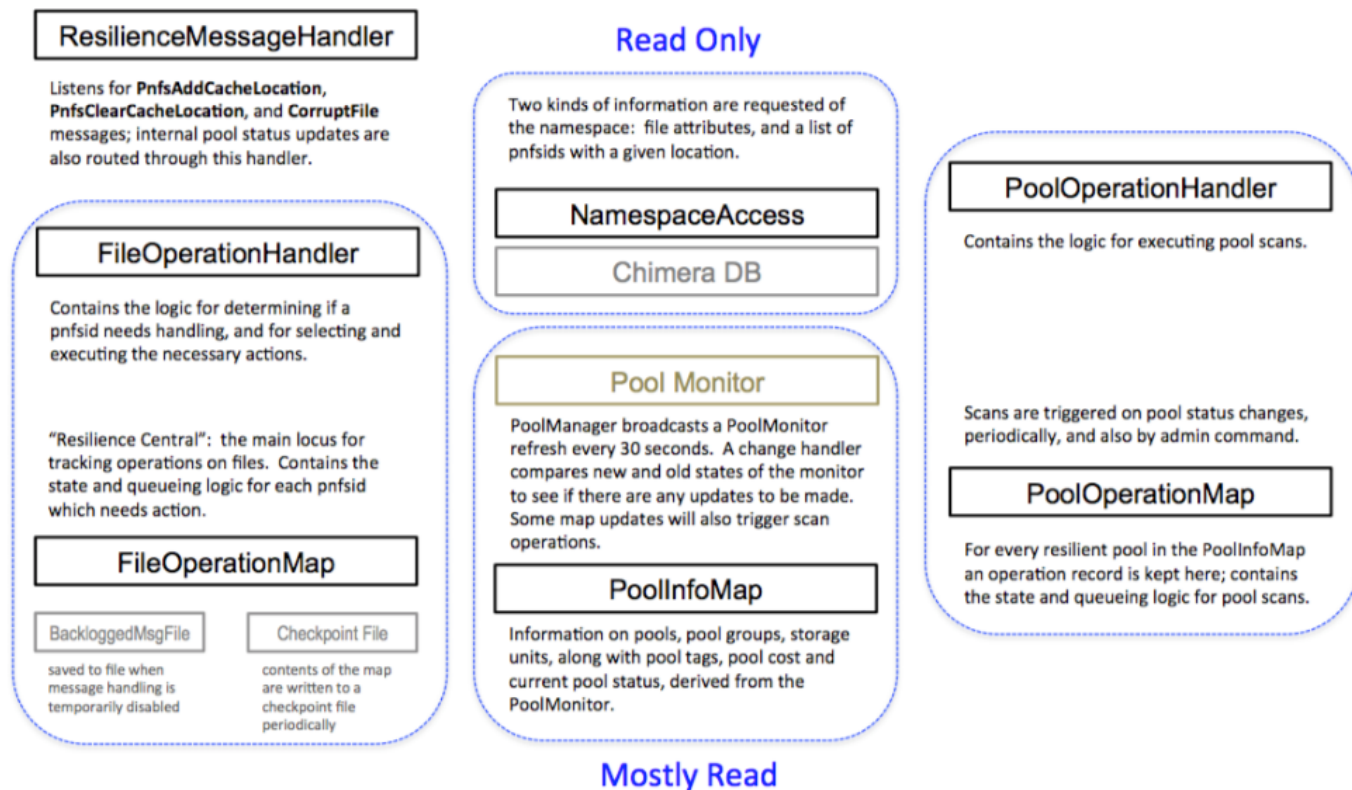 ResilienceMessageHandler
Listens for PnfsAddCacheLocation,
PnfsClearCacheLocation, and CorruptFile
messages; internal pool status updates are
also routed through this handler.
FileOperationHandler
Contains the logic for determining if a
pnfsid needs handling, and for selecting and
executing the necessary actions.
“Resilience Central”: the main locus for
tracking operations on files. Contains the
state and queueing logic for each pnfsid
which needs action.
FileOperationMap
BackloggedMsgFile
saved to file when
message handling is
temporarily disabled
Checkpoint File
contents of the map
are written to a
checkpoint file
periodically
Read Only
Two kinds of information are requested of
the namespace: file attributes, and a list of
pnfsids with a given location.
NamespaceAccess
Chimera DB
Pool Monitor
PoolManager broadcasts a PoolMonitor
refresh every 30 seconds. A change handler
compares new and old states of the monitor
to see if there are any updates to be made.
Some map updates will also trigger scan
operations.
PoolInfoMap
Information on pools, pool groups, storage
units, along with pool tags, pool cost and
current pool status, derived from the
PoolMonitor.
Mostly Read
PoolOperationHandler
Contains the logic for executing pool scans.
Scans are triggered on pool status changes,
periodically, and also by admin command.
PoolOperationMap
For every resilient pool in the PoolInfoMap
an operation record is kept here; contains
the state and queueing logic for pool scans.